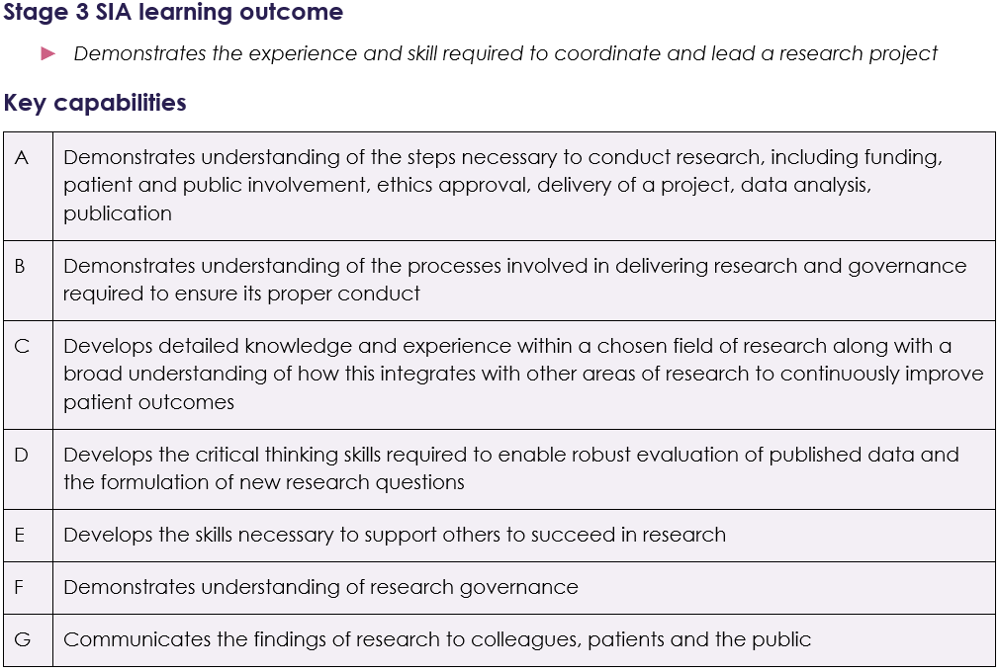 Stage 3 SIA learning outcome
► Demonstrates the experience and skill required to coordinate and lead a research project
Key capabilities
A Demonstrates understanding of the steps necessary to conduct research, including funding,
patient and public involvement, ethics approval, delivery of a project, data analysis,
publication
B Demonstrates understanding of the processes involved in delivering research and governance
required to ensure its proper conduct
C Develops detailed knowledge and experience within a chosen field of research along with a
broad understanding of how this integrates with other areas of research to continuously improve
patient outcomes
D Develops the critical thinking skills required to enable robust evaluation of published data and
the formulation of new research questions
E Develops the skills necessary to support others to succeed in research
F Demonstrates understanding of research governance
G Communicates the findings of research to colleagues, patients and the public